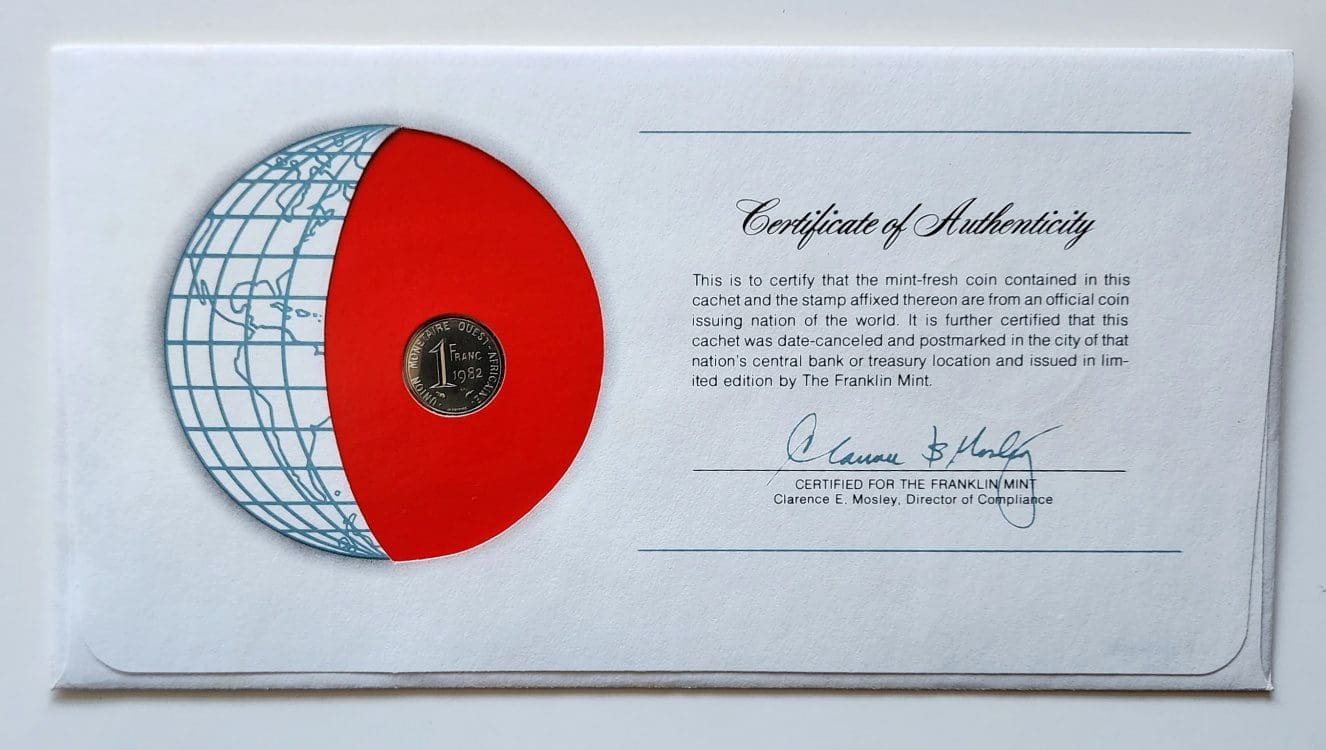 UNION MONETAIRE OUEST-AFRICAINE
1 FRANC
1982
Certificate of Authenticity
This is to certify that the mint-fresh coin contained in this
cachet and the stamp affixed thereon are from an official coin
issuing nation of the world. It is further certified that this
cachet was date-canceled and postmarked in the city of that
nation's central bank or treasury location and issued in lim-
ited edition by The Franklin Mint.
CERTIFIED FOR THE FRANKLIN MINT
Clarence E. Mosley, Director of Compliance